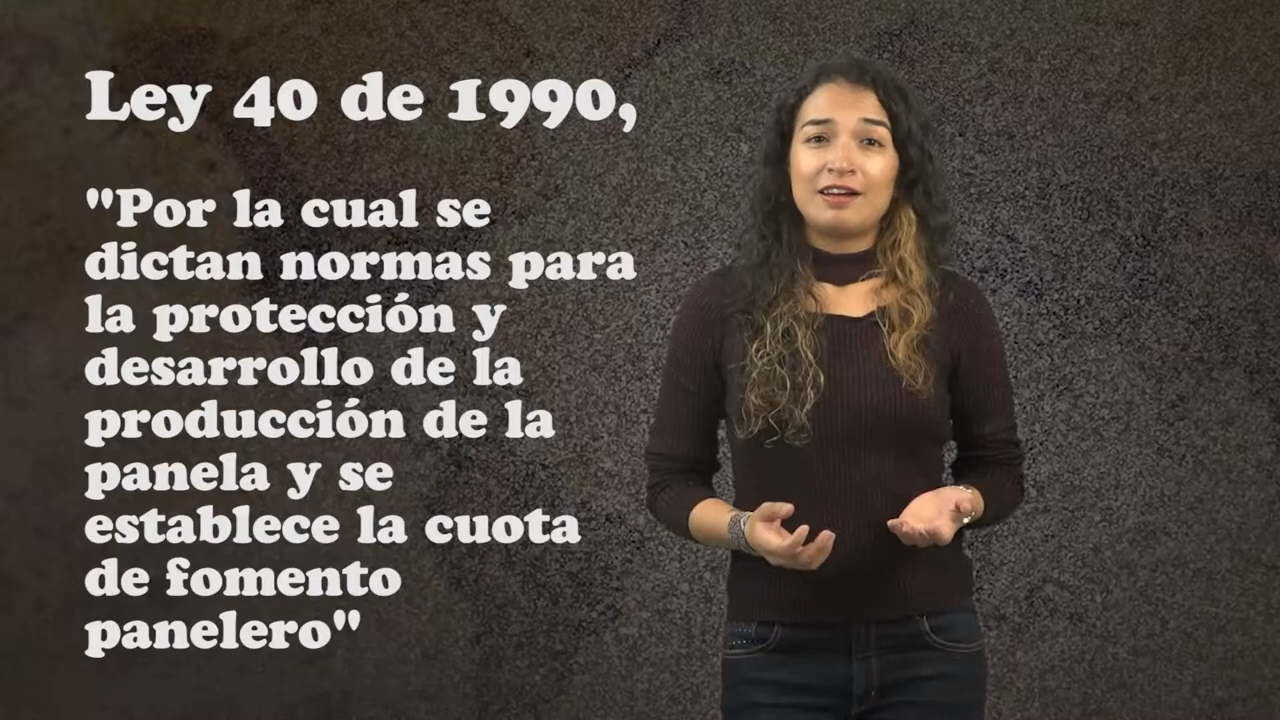 Ley 40 de 1990,
"Por la cual se
dictan normas para
la protección y
desarrollo de la
producción de la
panela y se
establece la cuota
de fomento
panelero"